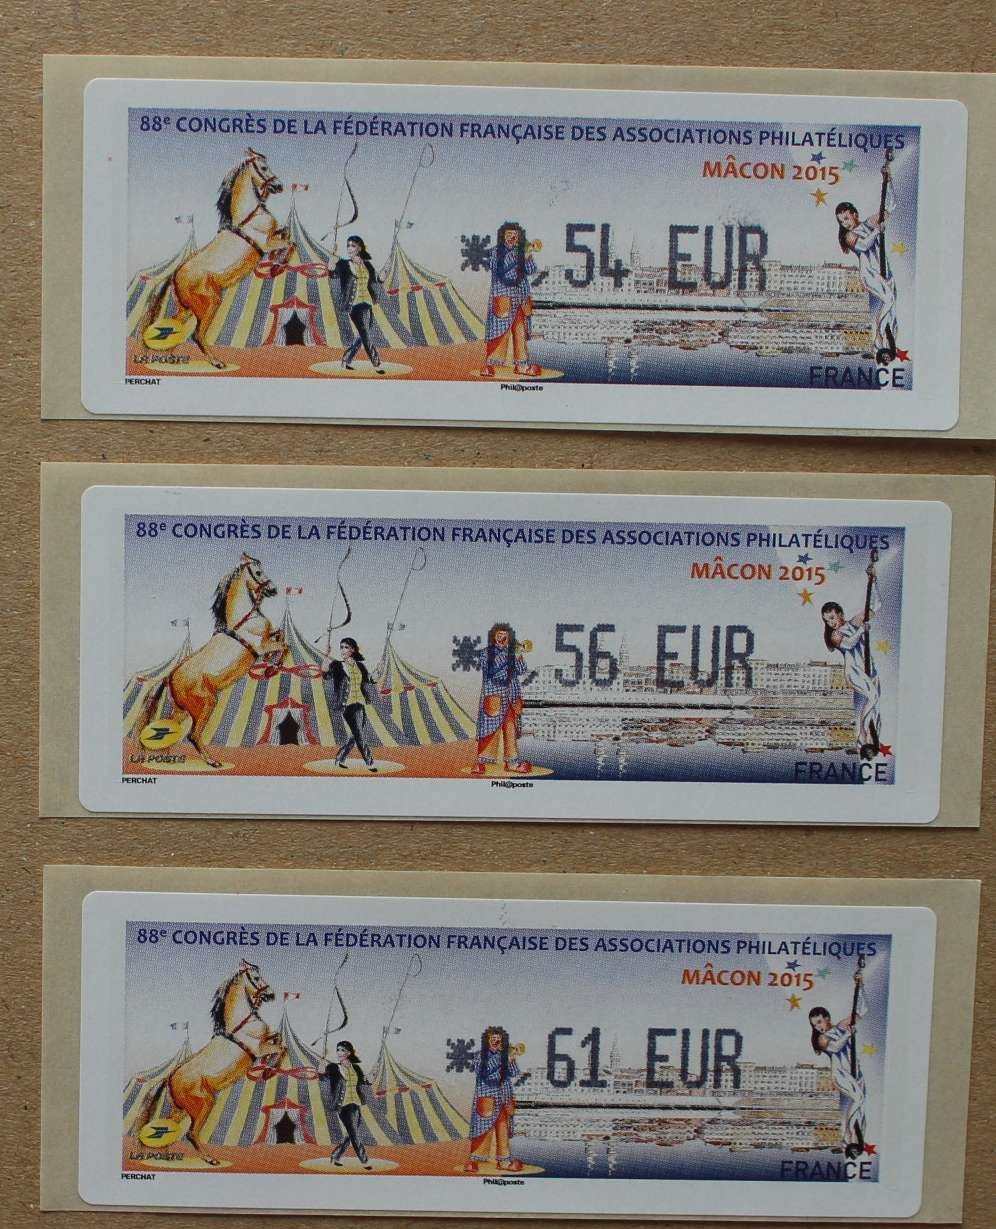 88e CONGRÈS DE LA FÉDÉRATION FRANÇAISE DES ASSOCIATIONS PHILATÉLIQUES
MÂCON 2015
*0,54 EUR
LA POSTE
FRANCE
PERCHAT
Phil@poste
88e CONGRÈS DE LA FÉDÉRATION FRANÇAISE DES ASSOCIATIONS PHILATÉLIQUES
MÂCON 2015
*0,56 EUR
LA POSTE
FRANCE
PERCHAT
Phil@poste
88e CONGRÈS DE LA FÉDÉRATION FRANÇAISE DES ASSOCIATIONS PHILATÉLIQUES
MÂCON 2015
*0,61 EUR
LA POSTE
FRANCE
PERCHAT
Phil@poste